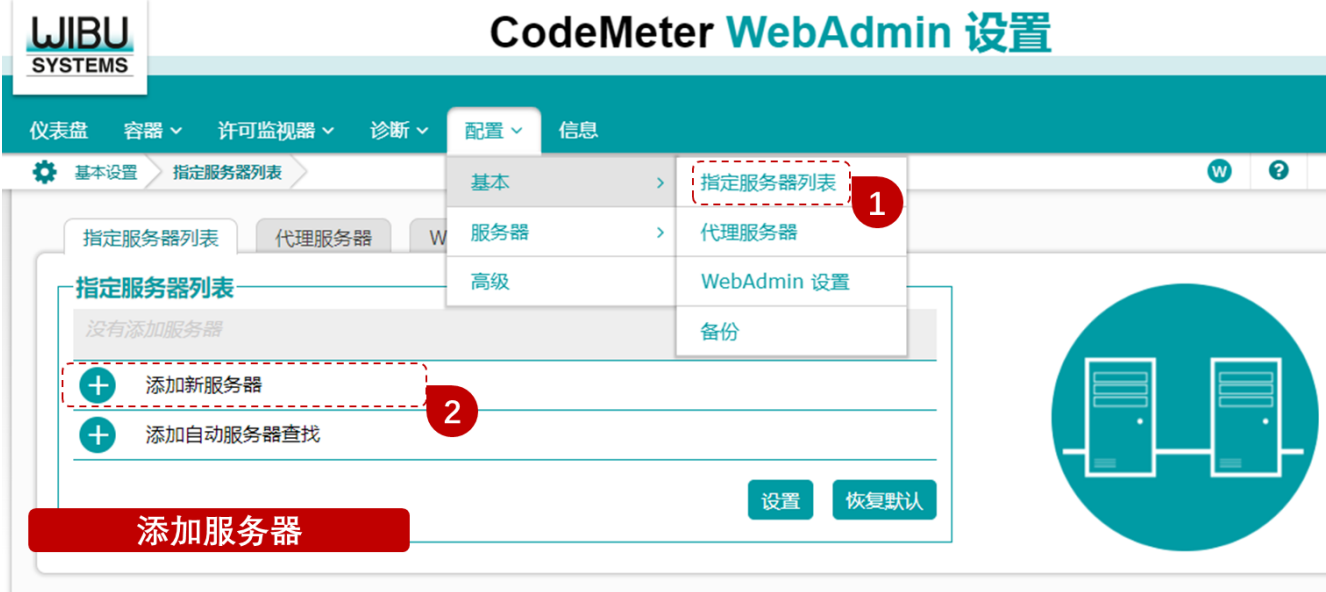 WIBU
SYSTEMS
CodeMeter WebAdmin 设置
仪表盘 容器 许可监视器 诊断 配置 信息
基本设置 指定服务器列表
W ?
基本
服务器
高级
指定服务器列表
1
代理服务器
WebAdmin 设置
备份
指定服务器列表 代理服务器 W
指定服务器列表
没有添加服务器
添加新服务器
2
添加自动服务器查找
设置 恢复默认
添加服务器